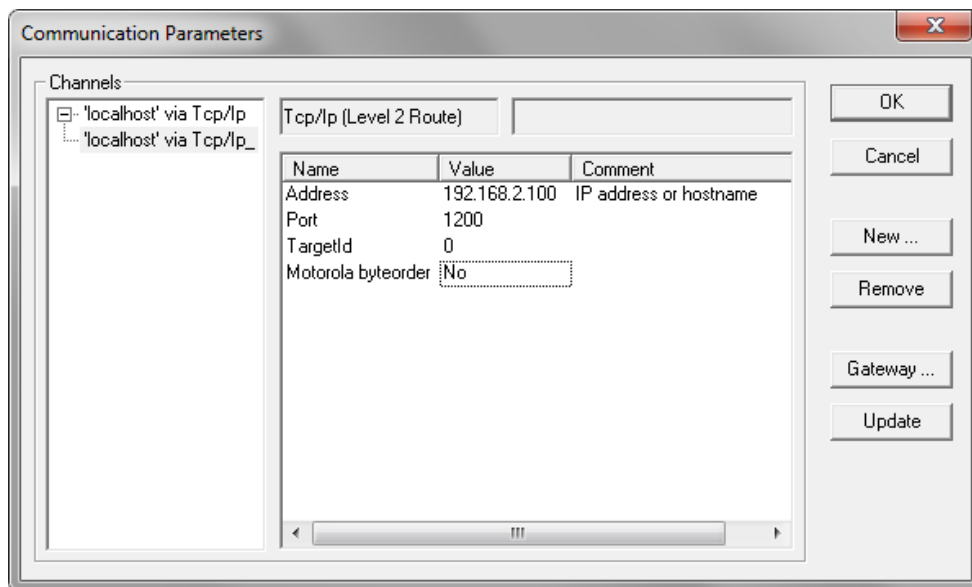 Communication Parameters
Channels
'localhost' via Tcp/Ip
'localhost' via Tcp/Ip_
Tcp/Ip (Level 2 Route)
Name Value Comment
Address 192.168.2.100 IP address or hostname
Port 1200
TargetId 0
Motorola byteorder No
OK
Cancel
New ...
Remove
Gateway ...
Update